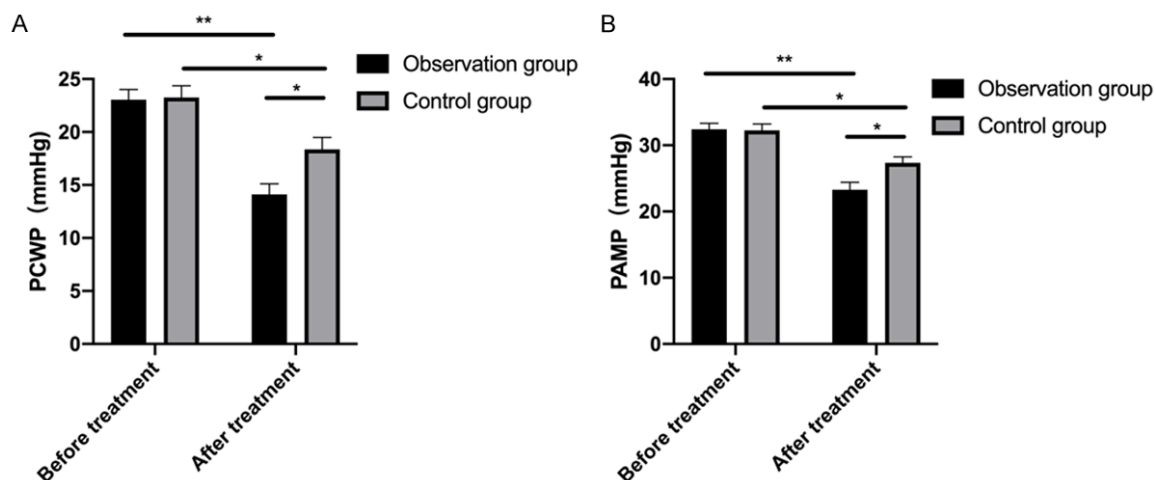 A
**
*
*
Observation group
Control group
PCWP (mmHg)
25
20
15
10
5
0
Before treatment
After treatment
B
**
*
*
Observation group
Control group
PAMP (mmHg)
40
30
20
10
0
Before treatment
After treatment